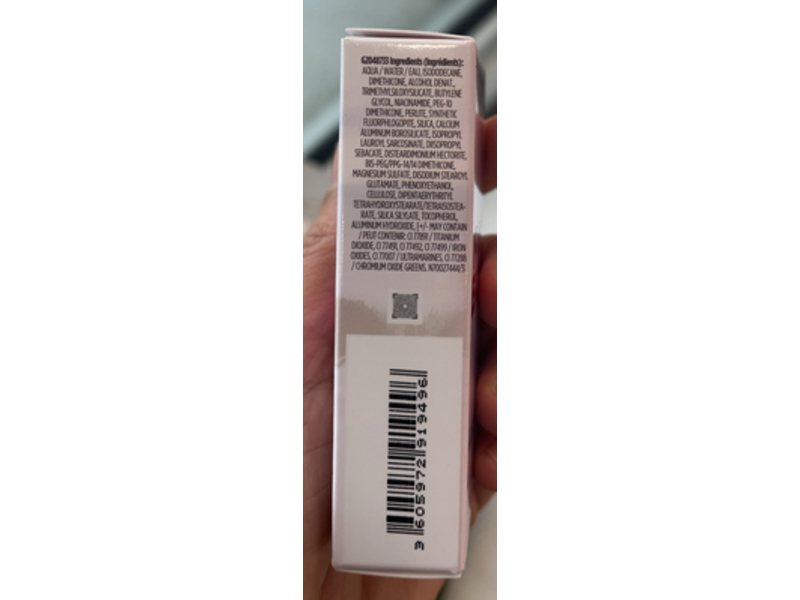 G2048733 Ingredients (Ingrédients):
AQUA / WATER / EAU, ISODODECANE,
DIMETHICONE, ALCOHOL DENAT.,
TRIMETHYLSILOXYSILICATE, BUTYLENE
GLYCOL, NIACINAMIDE, PEG-10
DIMETHICONE, PERLITE, SYNTHETIC
FLUORPHLOGOPITE, SILICA, CALCIUM
ALUMINUM BOROSILICATE, ISOPROPYL
LAUROYL SARCOSINATE, DIISOPROPYL
SEBACATE, DISTEARDIMONIUM HECTORITE,
BIS-PEG/PPG-14/14 DIMETHICONE,
MAGNESIUM SULFATE, DISODIUM STEAROYL
GLUTAMATE, PHENOXYETHANOL,
CELLULOSE, DIPENTAERYTHRITYL
TETRAHYDROXYSTEARATE/TETRAISOSTEA-
RATE, SILICA SILYLATE, TOCOPHEROL,
ALUMINUM HYDROXIDE, [+/- MAY CONTAIN
/ PEUT CONTENIR: CI 77891 / TITANIUM
DIOXIDE, CI 77491, CI 77492, CI 77499 / IRON
OXIDES, CI 77007 / ULTRAMARINES, CI 77288
/ CHROMIUM OXIDE GREENS. N70027444/3
3 605972 919496